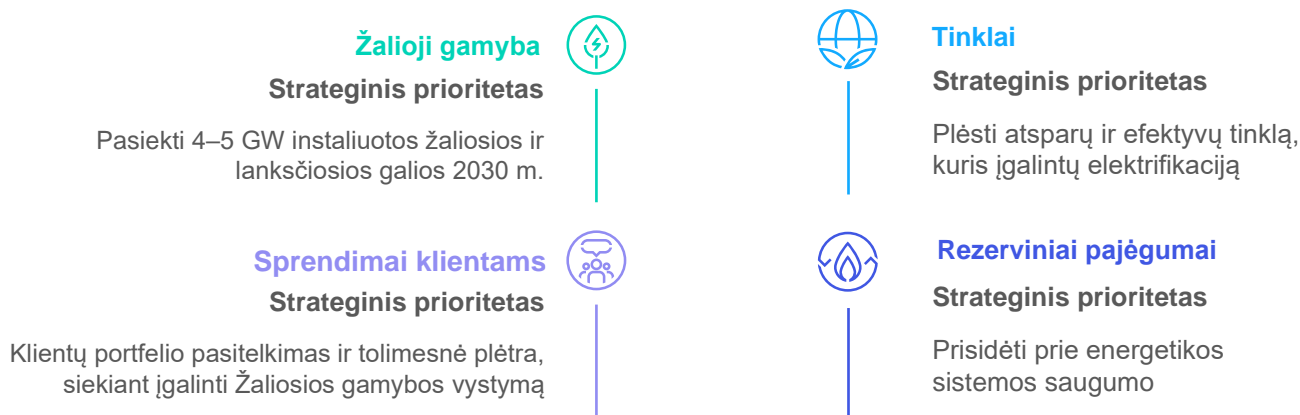 Žalioji gamyba
Strateginis prioritetas
Pasiekti 4–5 GW instaliuotos žaliosios ir
lanksčiosios galios 2030 m.
Tinklai
Strateginis prioritetas
Plėsti atsparų ir efektyvų tinklą,
kuris įgalintų elektrifikaciją
Sprendimai klientams
Strateginis prioritetas
Klientų portfelio pasitelkimas ir tolimesnė plėtra,
siekiant įgalinti Žaliosios gamybos vystymą
Rezerviniai pajėgumai
Strateginis prioritetas
Prisidėti prie energetikos
sistemos saugumo